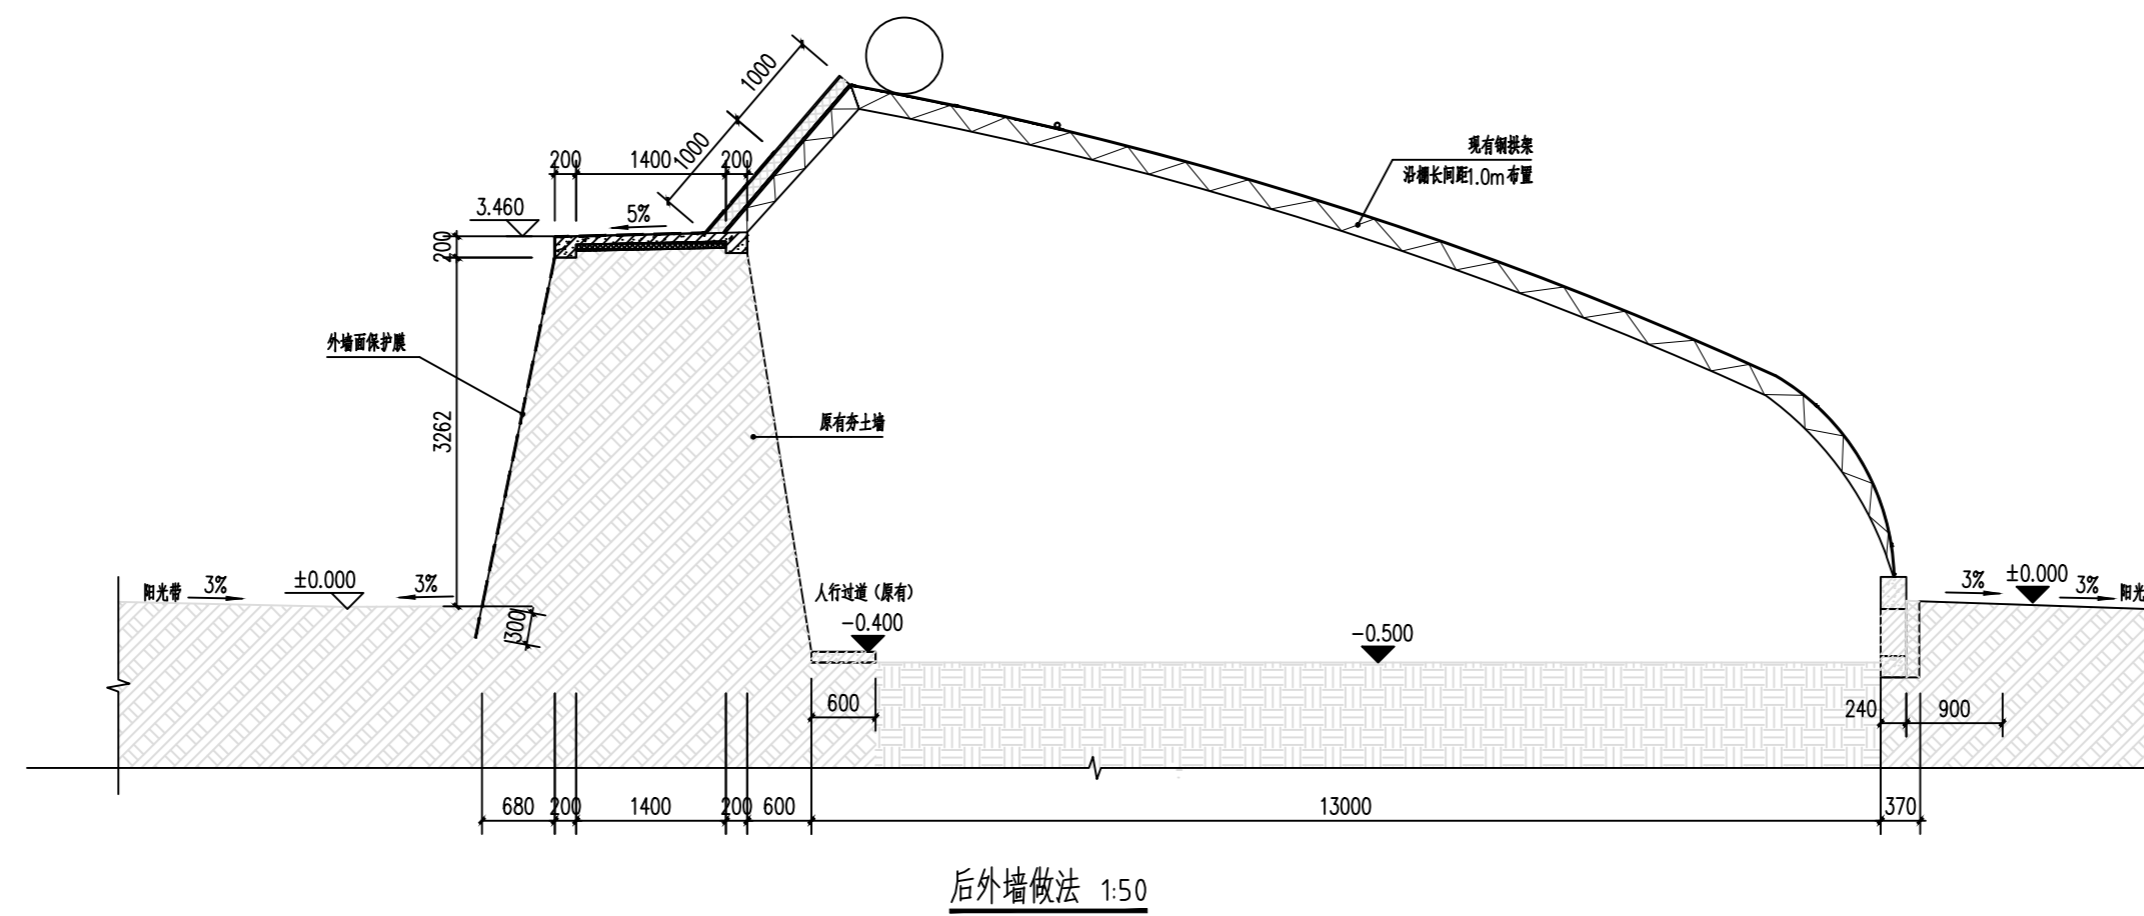 1000
1000
200 1400 200
3.460
5%
200
现有钢拱架
沿棚长间距1.0m布置
外墙面保护膜
3262
原有夯土墙
阳光带 3% ±0.000 3%
300
人行过道（原有）
-0.400
-0.500
3% ±0.000 3% 阳光
600
240 900
680 200 1400 200 600 13000 370
后外墙做法 1:50